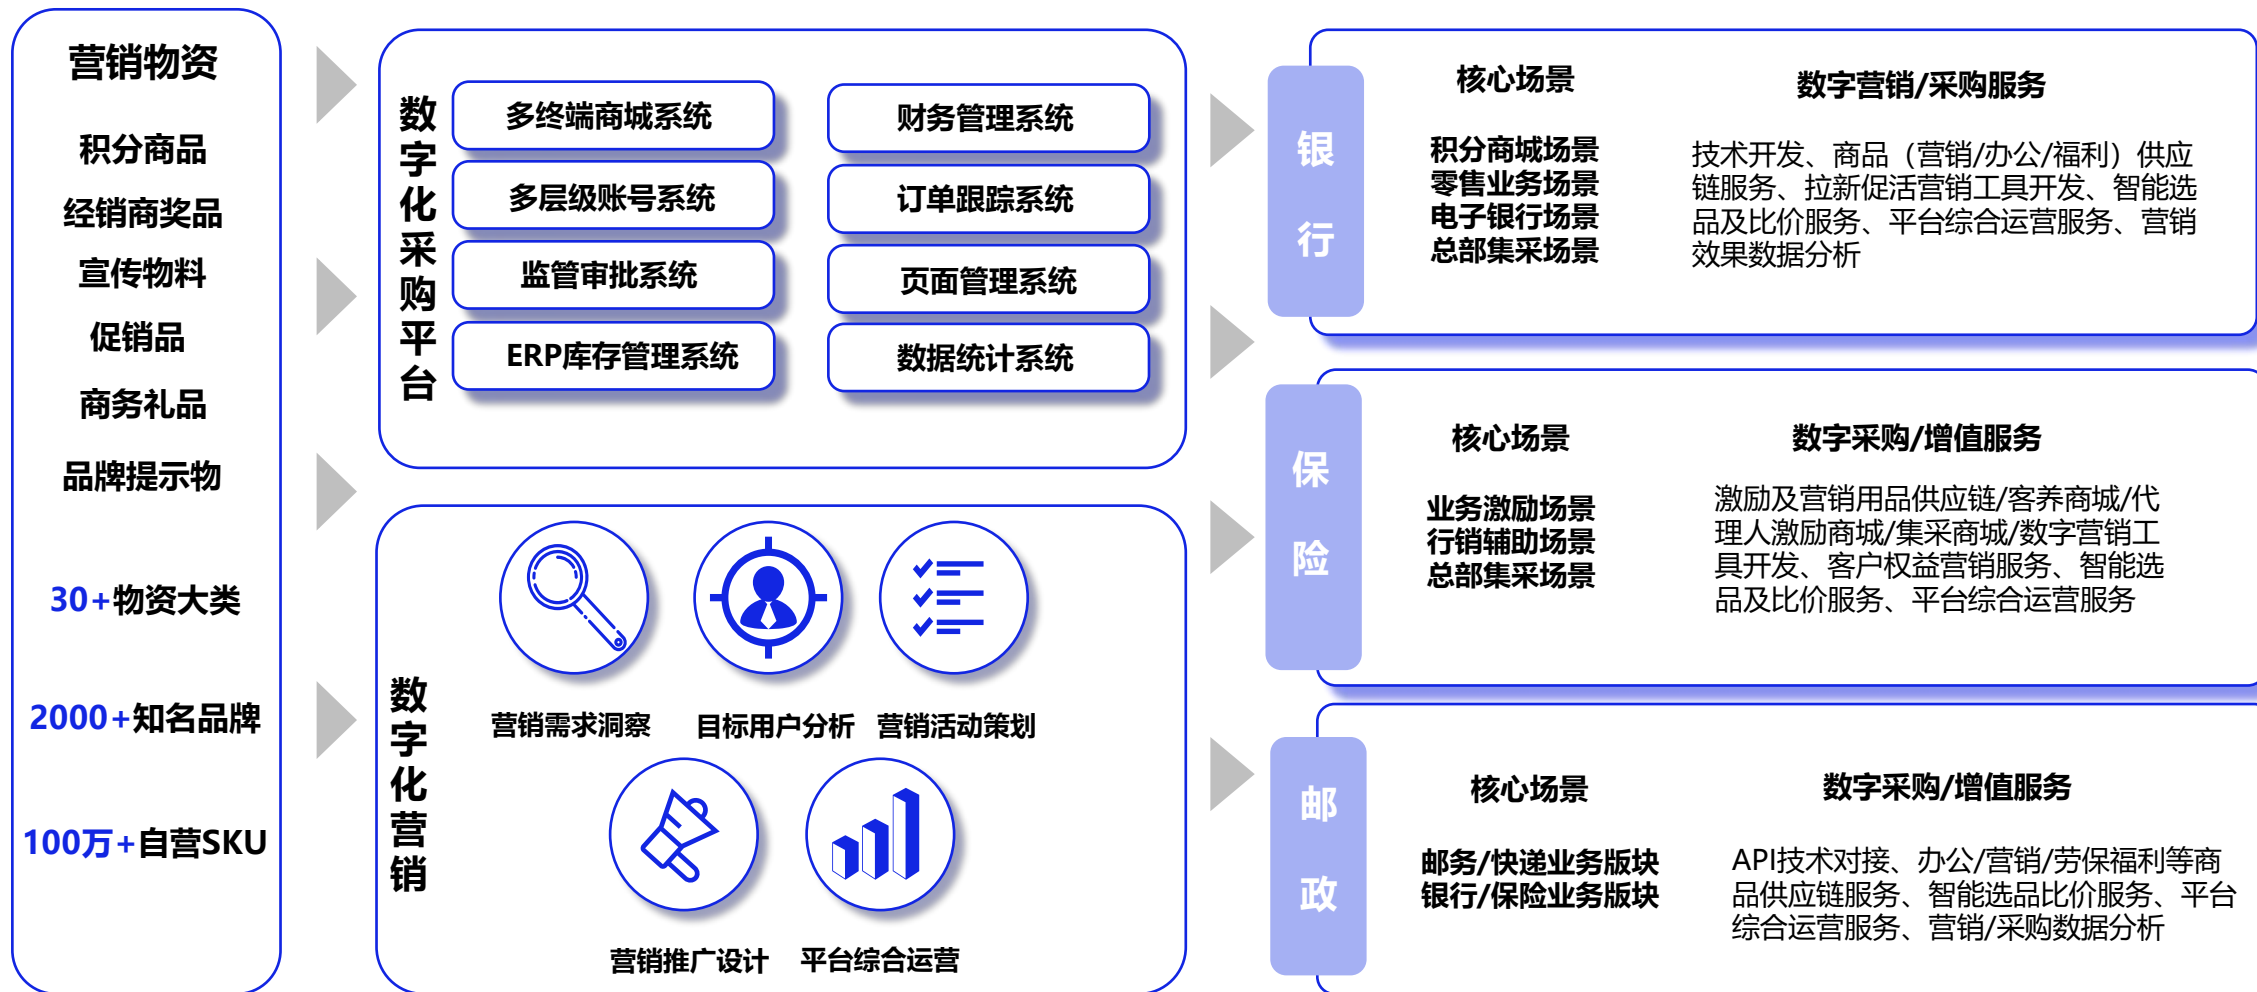 营销物资
积分商品
经销商奖品
宣传物料
促销品
商务礼品
品牌提示物
30+物资大类
2000+知名品牌
100万+自营SKU
数字化采购平台
多终端商城系统
财务管理系统
多层级账号系统
订单跟踪系统
监管审批系统
页面管理系统
ERP库存管理系统
数据统计系统
数字化营销
营销需求洞察
目标用户分析
营销活动策划
营销推广设计
平台综合运营
银行
核心场景
积分商城场景
零售业务场景
电子银行场景
总部集采场景
数字营销/采购服务
技术开发、商品（营销/办公/福利）供应
链服务、拉新促活营销工具开发、智能选
品及比价服务、平台综合运营服务、营销
效果数据分析
保险
核心场景
业务激励场景
行销辅助场景
总部集采场景
数字采购/增值服务
激励及营销用品供应链/客养商城/代
理人激励商城/集采商城/数字营销工
具开发、客户权益营销服务、智能选
品及比价服务、平台综合运营服务
邮政
核心场景
邮务/快递业务版块
银行/保险业务版块
数字采购/增值服务
API技术对接、办公/营销/劳保福利等商
品供应链服务、智能选品比价服务、平台
综合运营服务、营销/采购数据分析